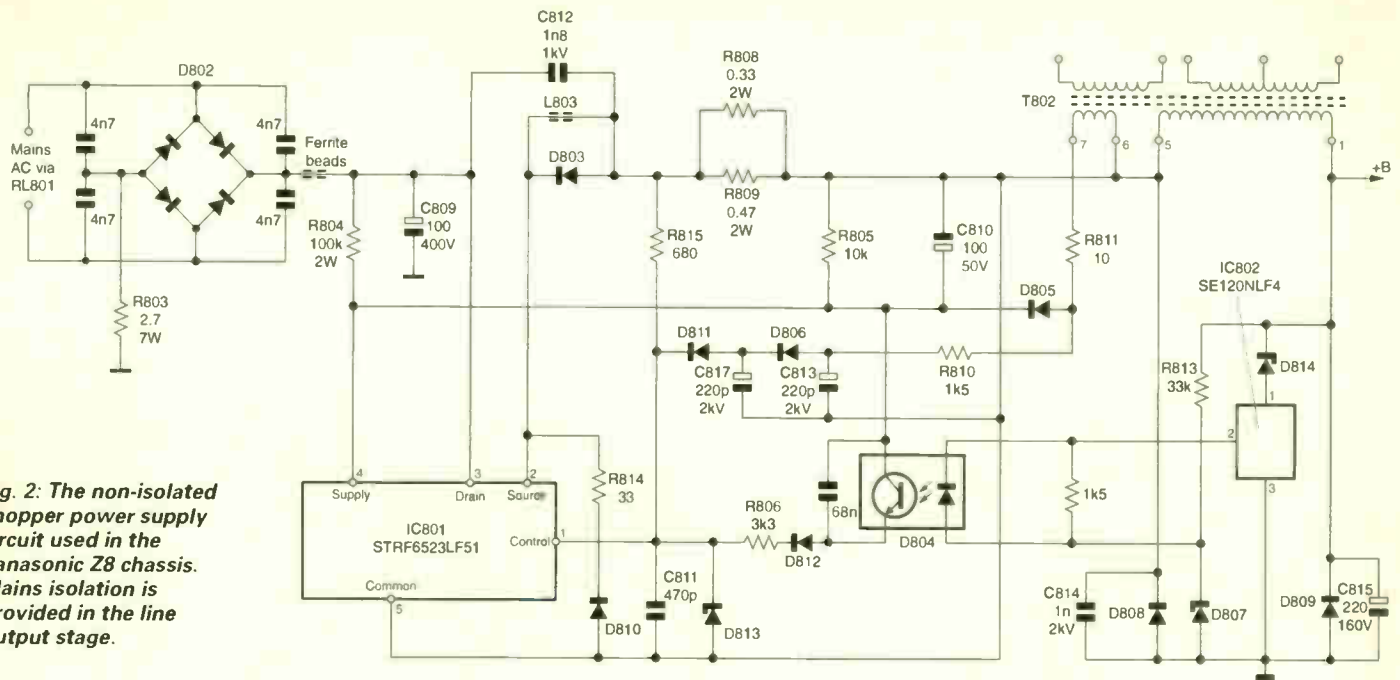 C812
1n8
1kV
D802
4n7
4n7
4n7
4n7
Ferrite
beads
Mains
AC via
RL801
R803
2.7
7W
R804
100k
2W
C809
100
400V
L803
D803
R808
0.33
2W
R809
0.47
2W
R815
680
R805
10k
C810
100
50V
T802
7
6
5
1
+B
R811
10
D805
IC802
SE120NLF4
D811
D806
C817
220p
2kV
C813
220p
2kV
R810
1k5
R813
33k
D814
1
2
3
g. 2: The non-isolated
hopper power supply
ircuit used in the
anasonic Z8 chassis.
ains isolation is
rovided in the line
utput stage.
4
Supply
3
Drain
2
Source
IC801
STRF6523LF51
Control
1
Common
5
R814
33
D810
C811
470p
D813
R806
3k3
D812
68n
D804
1k5
C814
1n
2kV
D808
D807
D809
C815
220
160V